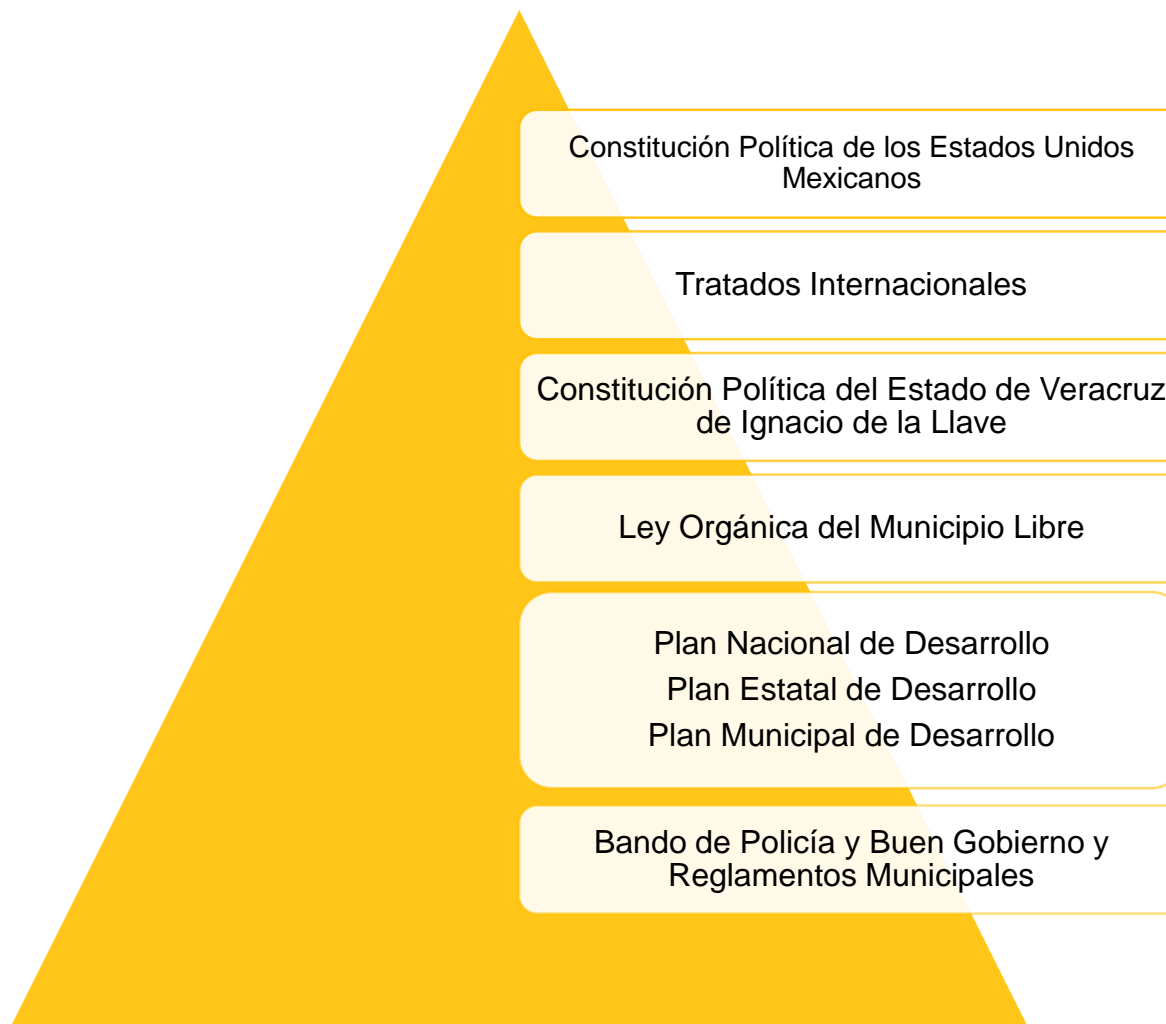 Constitución Política de los Estados Unidos
Mexicanos
Tratados Internacionales
Constitución Política del Estado de Veracruz
de Ignacio de la Llave
Ley Orgánica del Municipio Libre
Plan Nacional de Desarrollo
Plan Estatal de Desarrollo
Plan Municipal de Desarrollo
Bando de Policía y Buen Gobierno y
Reglamentos Municipales